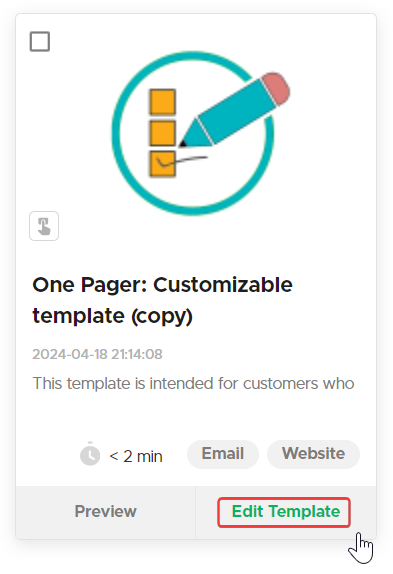 One Pager: Customizable
template (copy)
2024-04-18 21:14:08
This template is intended for customers who
< 2 min
Email
Website
Preview
Edit Template